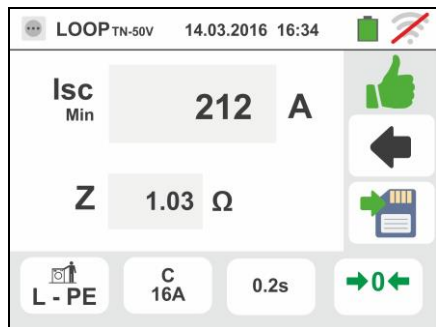 LOOP TN-50V 14.03.2016 16:34
Isc
Min
212 A
Z 1.03 Ω
L - PE
C
16A
0.2s
0